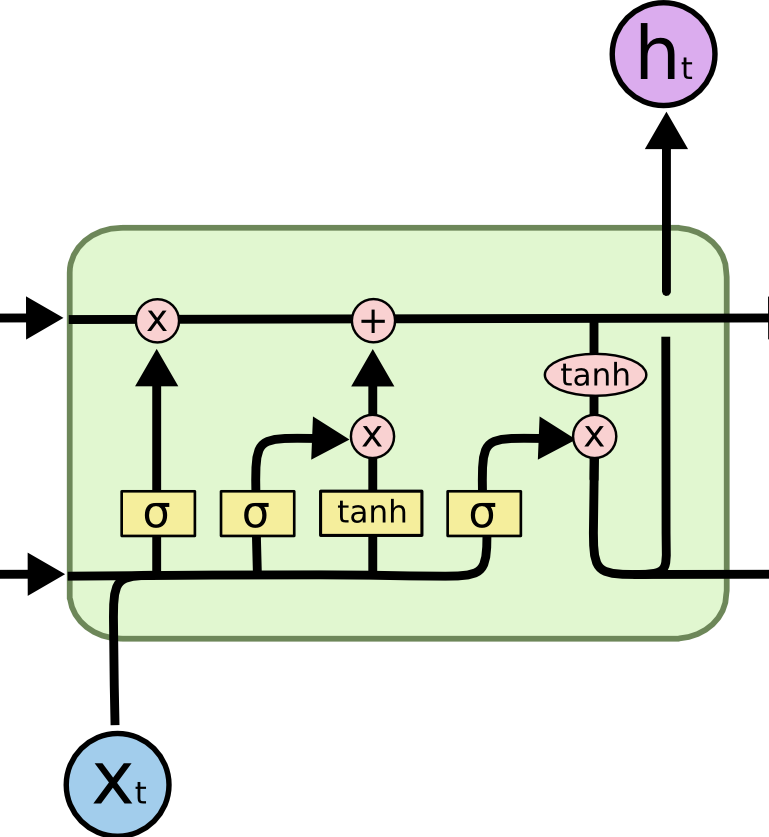 ht
x +
tanh
x x
σ σ tanh σ
xt